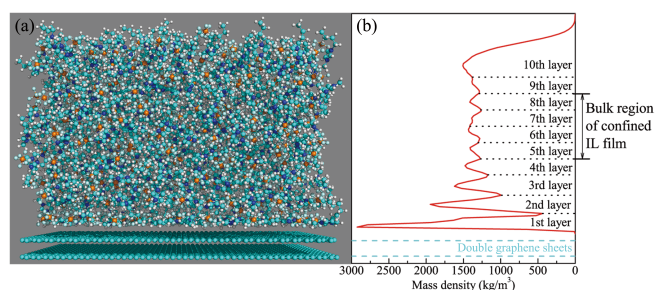 (a)
(b)
10th layer
9th layer
8th layer
7th layer
6th layer
5th layer
4th layer
3rd layer
2nd layer
1st layer
Bulk region
of confined
IL film
Double graphene sheets
3000 2500 2000 1500 1000 500 0
Mass density (kg/m³)